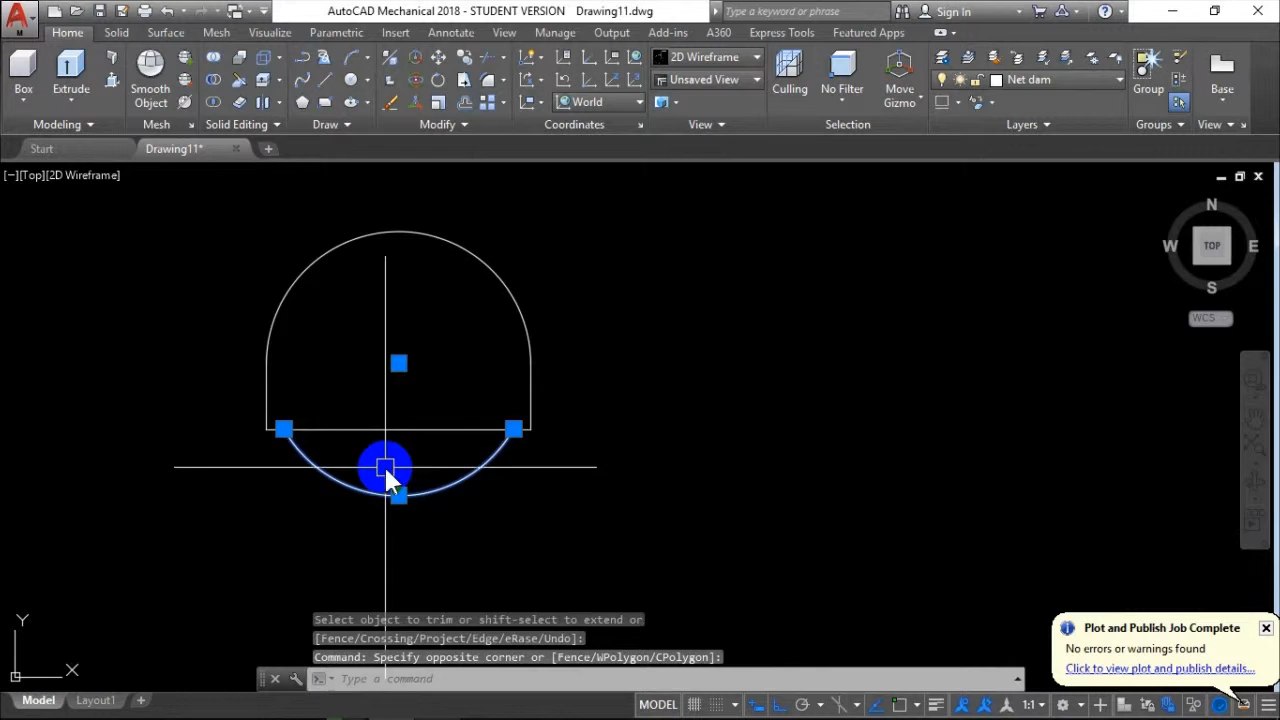 AutoCAD Mechanical 2018 - STUDENT VERSION Drawing11.dwg
Type a keyword or phrase
Sign In
Home Solid Surface Mesh Visualize Parametric Insert Annotate View Manage Output Add-ins A360 Express Tools Featured Apps
2D Wireframe
Unsaved View
Net dam
World
Box
Extrude
Smooth
Object
Culling
No Filter
Move
Gizmo
Group
Base
Modeling
Mesh
Solid Editing
Draw
Modify
Coordinates
View
Selection
Layers
Groups
View
Start
Drawing11*
[−][Top][2D Wireframe]
N
W
TOP
E
S
WCS
Y
X
Select object to trim or shift-select to extend or
[Fence/Crossing/Project/Edge/eRase/Undo]:
Command: Specify opposite corner or [Fence/WPolygon/CPolygon]:
Type a command
Plot and Publish Job Complete
No errors or warnings found
Click to view plot and publish details...
Model
Layout1
MODEL
1:1